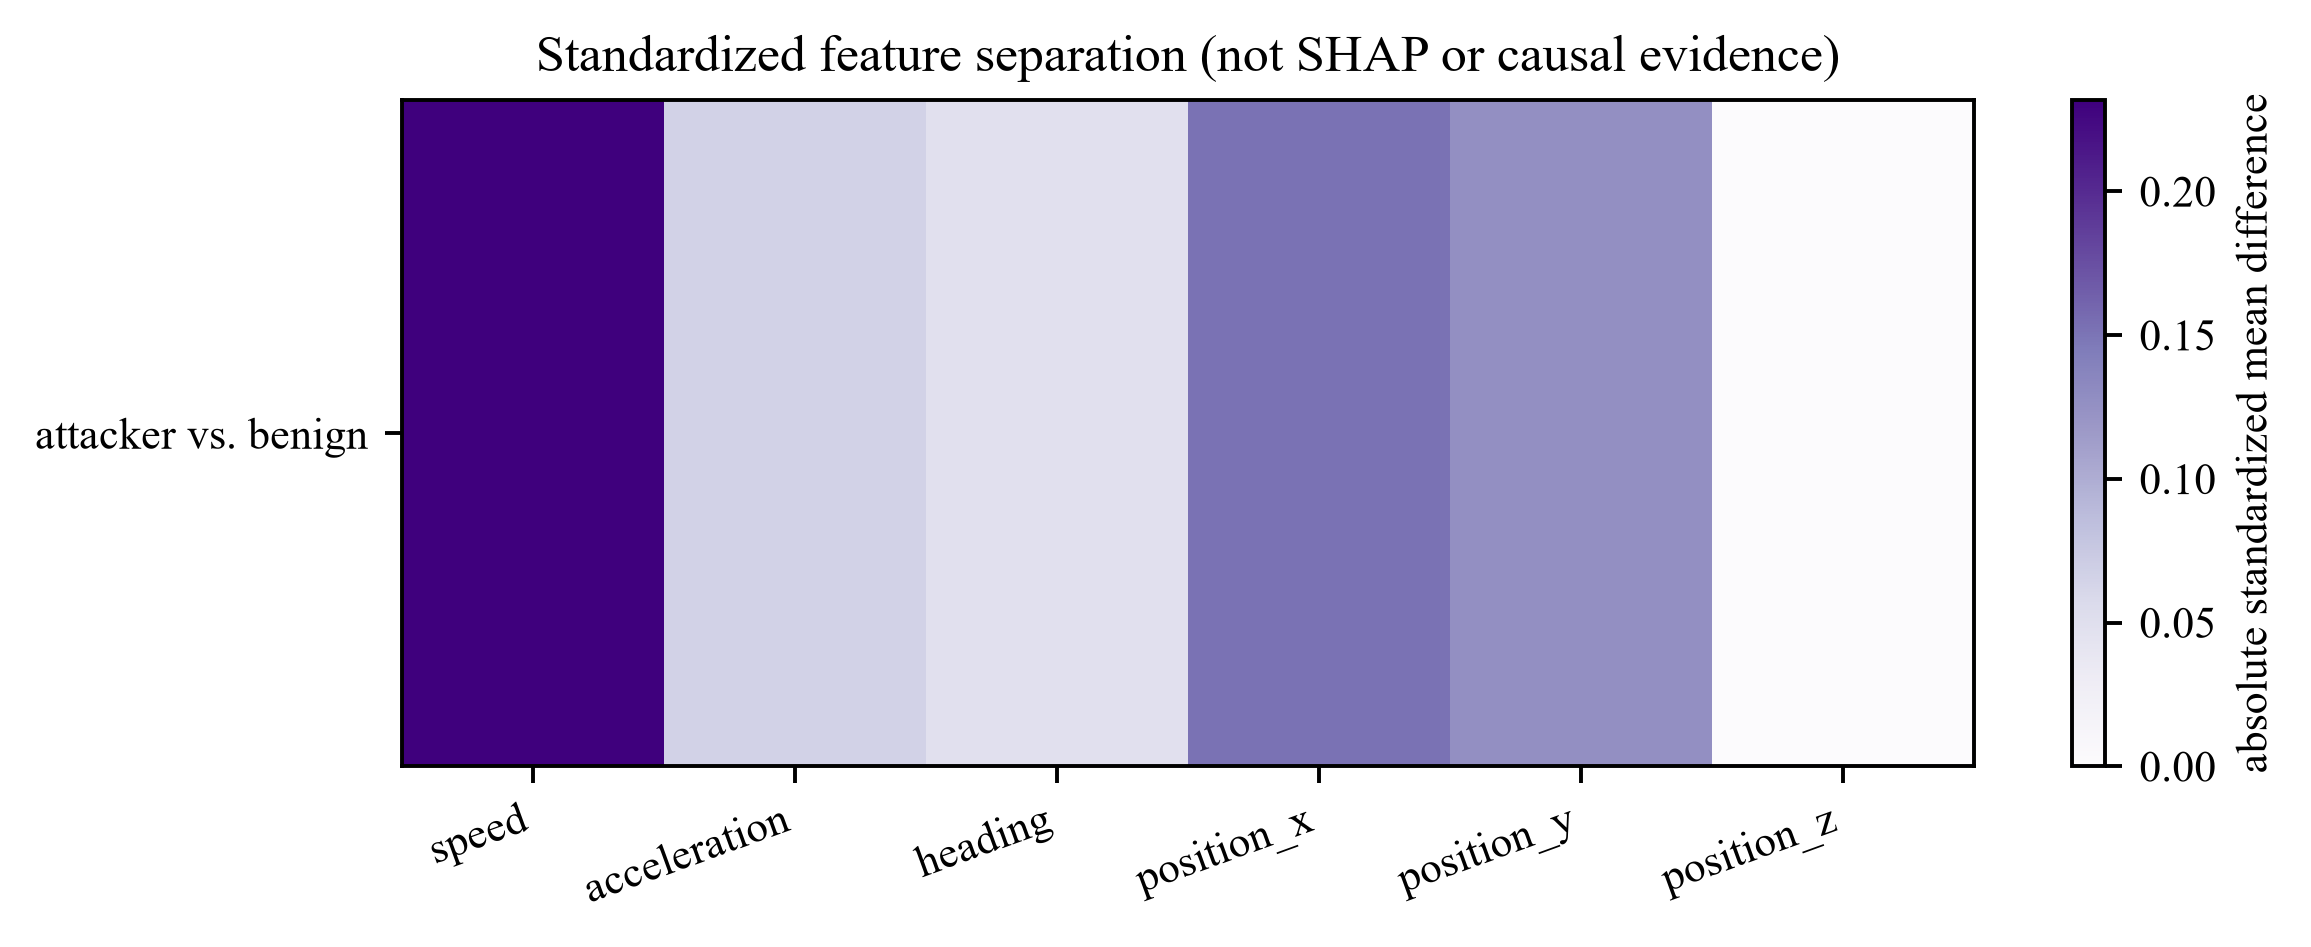 Standardized feature separation (not SHAP or causal evidence)
attacker vs. benign
speed
acceleration
heading
position_x
position_y
position_z
0.20
0.15
0.10
0.05
0.00
absolute standardized mean difference